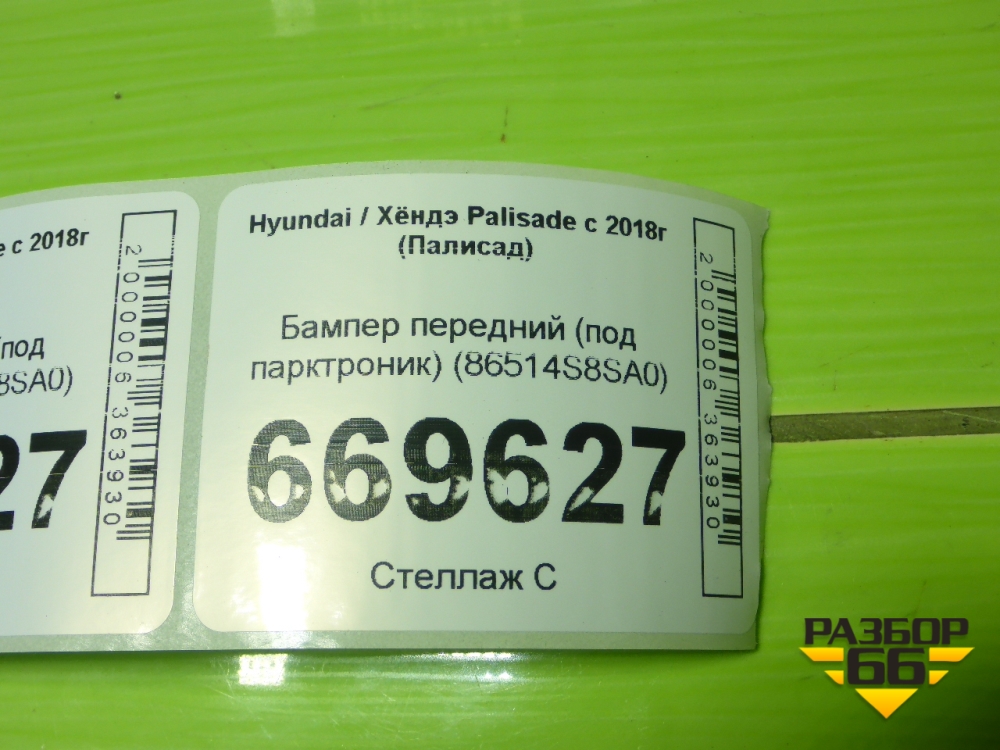 е с 2018г
(под
8SA0)
27
2000006363930
Hyundai / Хёндэ Palisade с 2018г
(Палисад)
Бампер передний (под
парктроник) (86514S8SA0)
669627
Стеллаж С
2000006363930
РАЗБОР
66